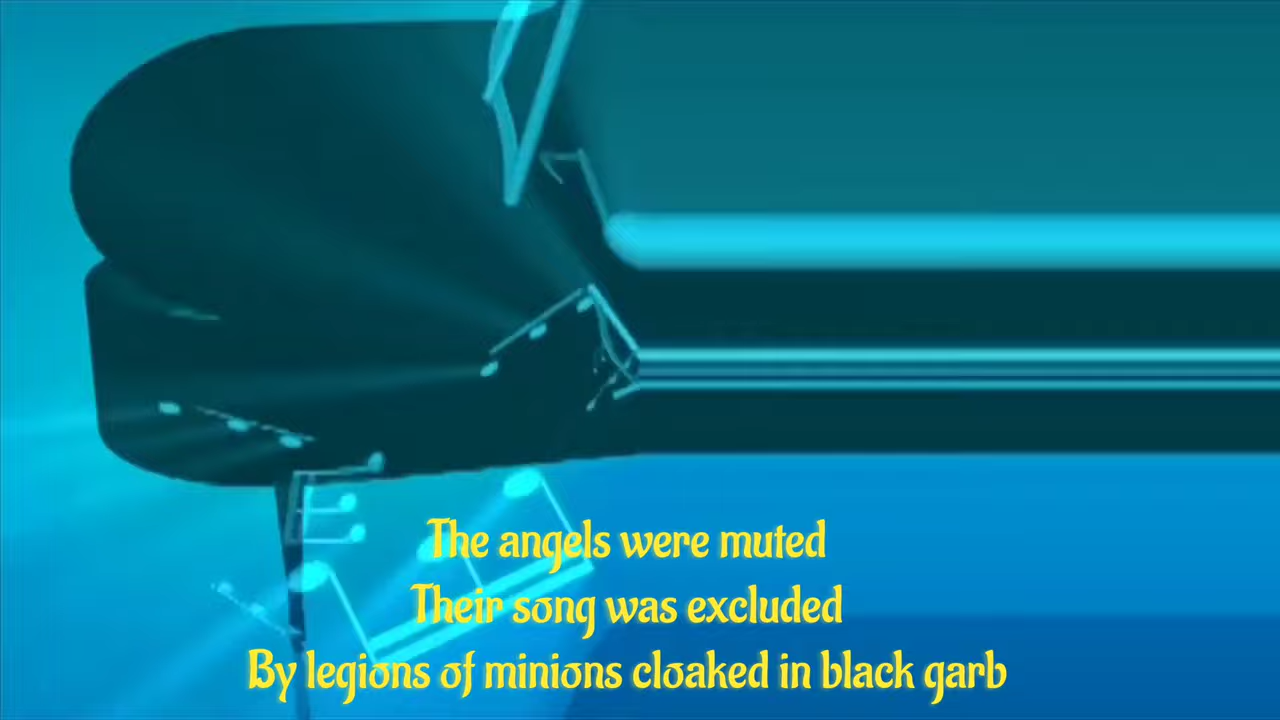 The angels were muted
Their song was excluded
By legions of minions cloaked in black garb